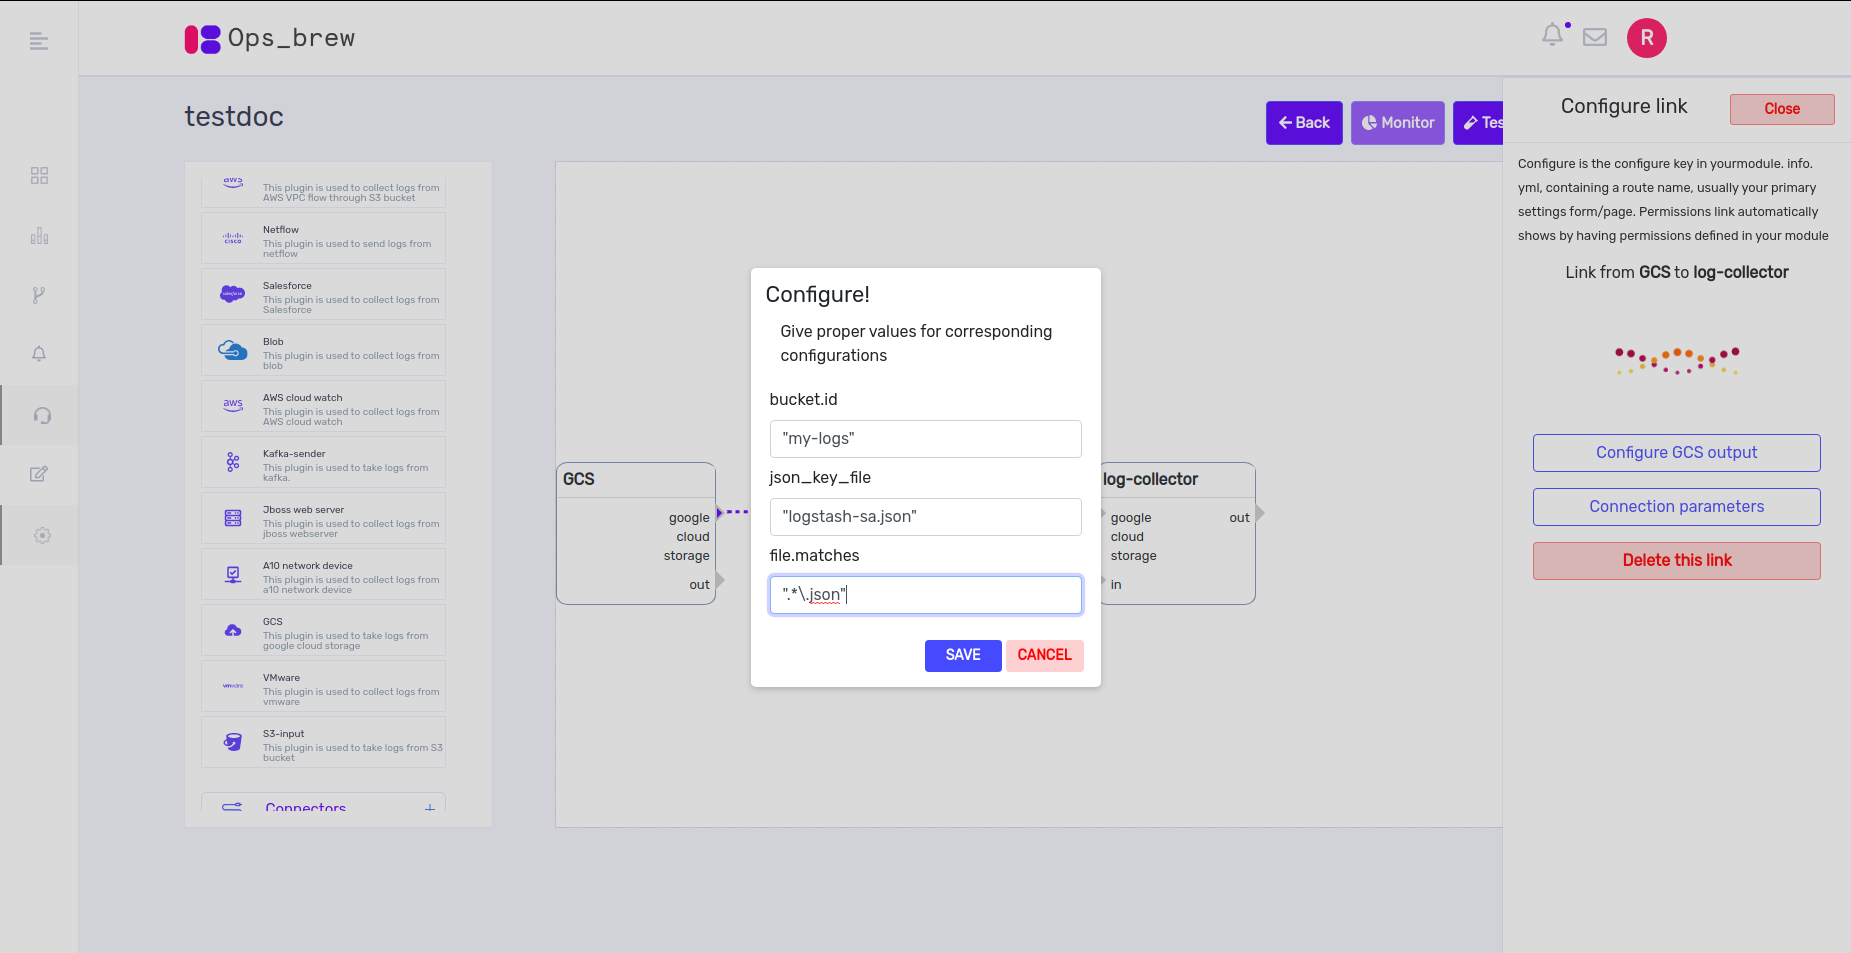 Ops_brew
R
testdoc
Back
Monitor
Tes
aws
This plugin is used to collect logs from
AWS VPC flow through S3 bucket
Netflow
This plugin is used to send logs from
netflow
cisco
Salesforce
This plugin is used to collect logs from
Salesforce
salesforce
Blob
This plugin is used to collect logs from
blob
AWS cloud watch
This plugin is used to collect logs from
AWS cloud watch
aws
Kafka-sender
This plugin is used to take logs from
kafka.
Jboss web server
This plugin is used to collect logs from
jboss webserver
A10 network device
This plugin is used to collect logs from
a10 network device
GCS
This plugin is used to take logs from
google cloud storage
VMware
This plugin is used to collect logs from
vmware
vmware
S3-input
This plugin is used to take logs from S3
bucket
Connectors
+
GCS
google
cloud
storage
out
Configure!
Give proper values for corresponding
configurations
bucket.id
"my-logs"
json_key_file
"logstash-sa.json"
file.matches
".*\.json"
SAVE
CANCEL
log-collector
google
cloud
storage
out
in
Configure link
Close
Configure is the configure key in yourmodule. info.
yml, containing a route name, usually your primary
settings form/page. Permissions link automatically
shows by having permissions defined in your module
Link from GCS to log-collector
Configure GCS output
Connection parameters
Delete this link